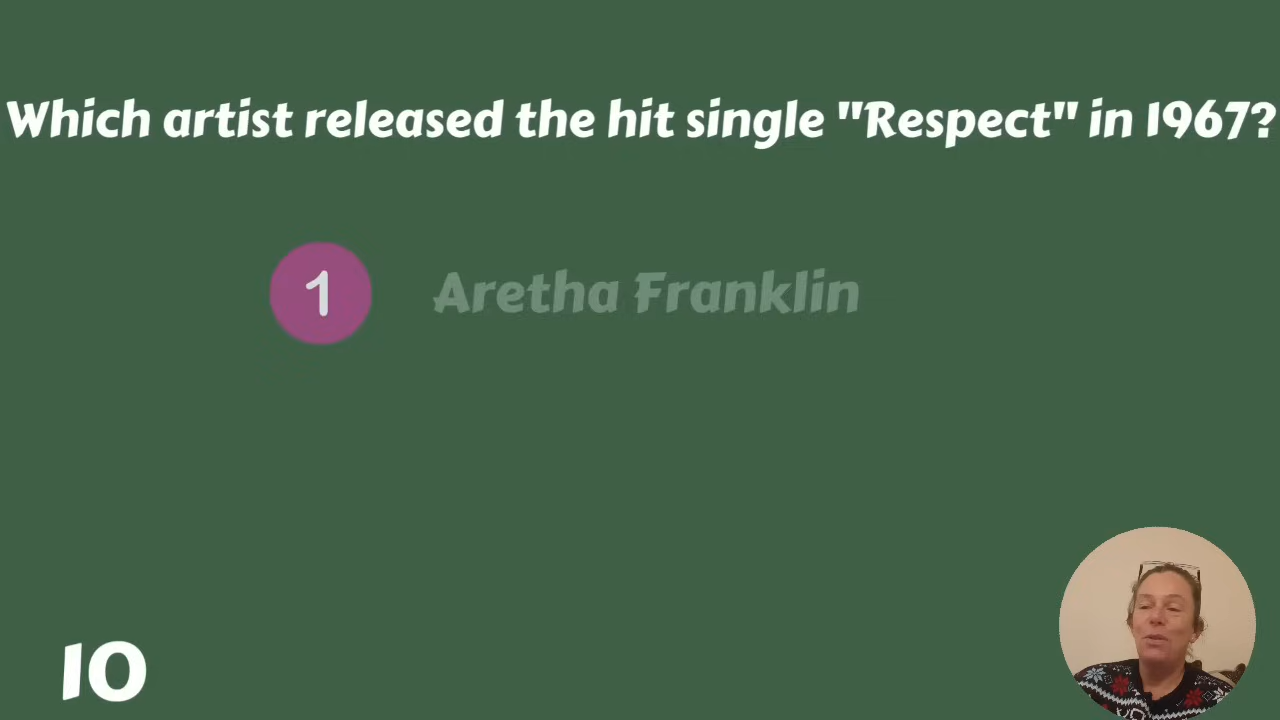 Which artist released the hit single "Respect" in 1967?
1 Aretha Franklin
10